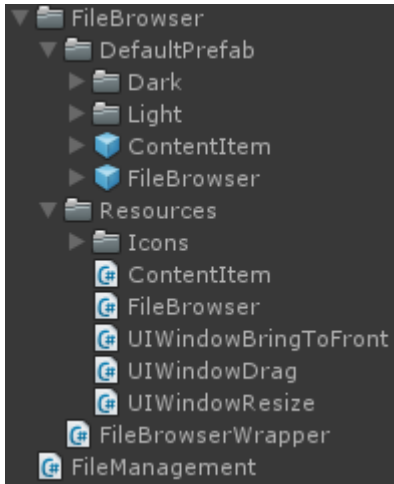 FileBrowser
DefaultPrefab
Dark
Light
ContentItem
FileBrowser
Resources
Icons
ContentItem
FileBrowser
UIWindowBringToFront
UIWindowDrag
UIWindowResize
FileBrowserWrapper
FileManagement